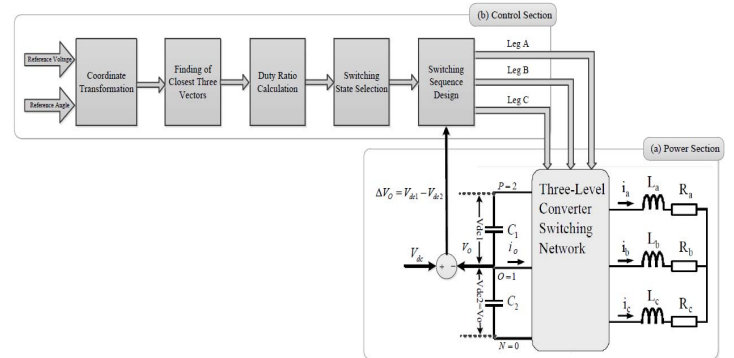 (b) Control Section
Reference Voltage
Reference Angle
Coordinate
Transformation
Finding of
Closest Three
Vectors
Duty Ratio
Calculation
Switching
State Selection
Switching
Sequence
Design
Leg A
Leg B
Leg C
(a) Power Section
ΔV_O = V_dc1 − V_dc2
P = 2
Three-Level
Converter
Switching
Network
V_dc1
C_1
V_dc
+ −
V_O
i_o
O = 1
Vdc2=Vo
C_2
N = 0
i_a
L_a
R_a
i_b
L_b
R_b
i_c
L_c
R_c